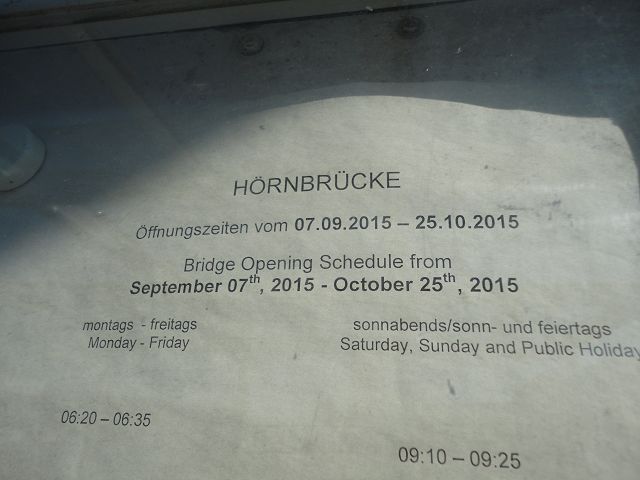 HÖRNBRÜCKE
Öffnungszeiten vom 07.09.2015 – 25.10.2015
Bridge Opening Schedule from
September 07th, 2015 - October 25th, 2015
montags - freitags
Monday - Friday
sonnabends/sonn- und feiertags
Saturday, Sunday and Public Holiday
06:20 – 06:35
09:10 – 09:25